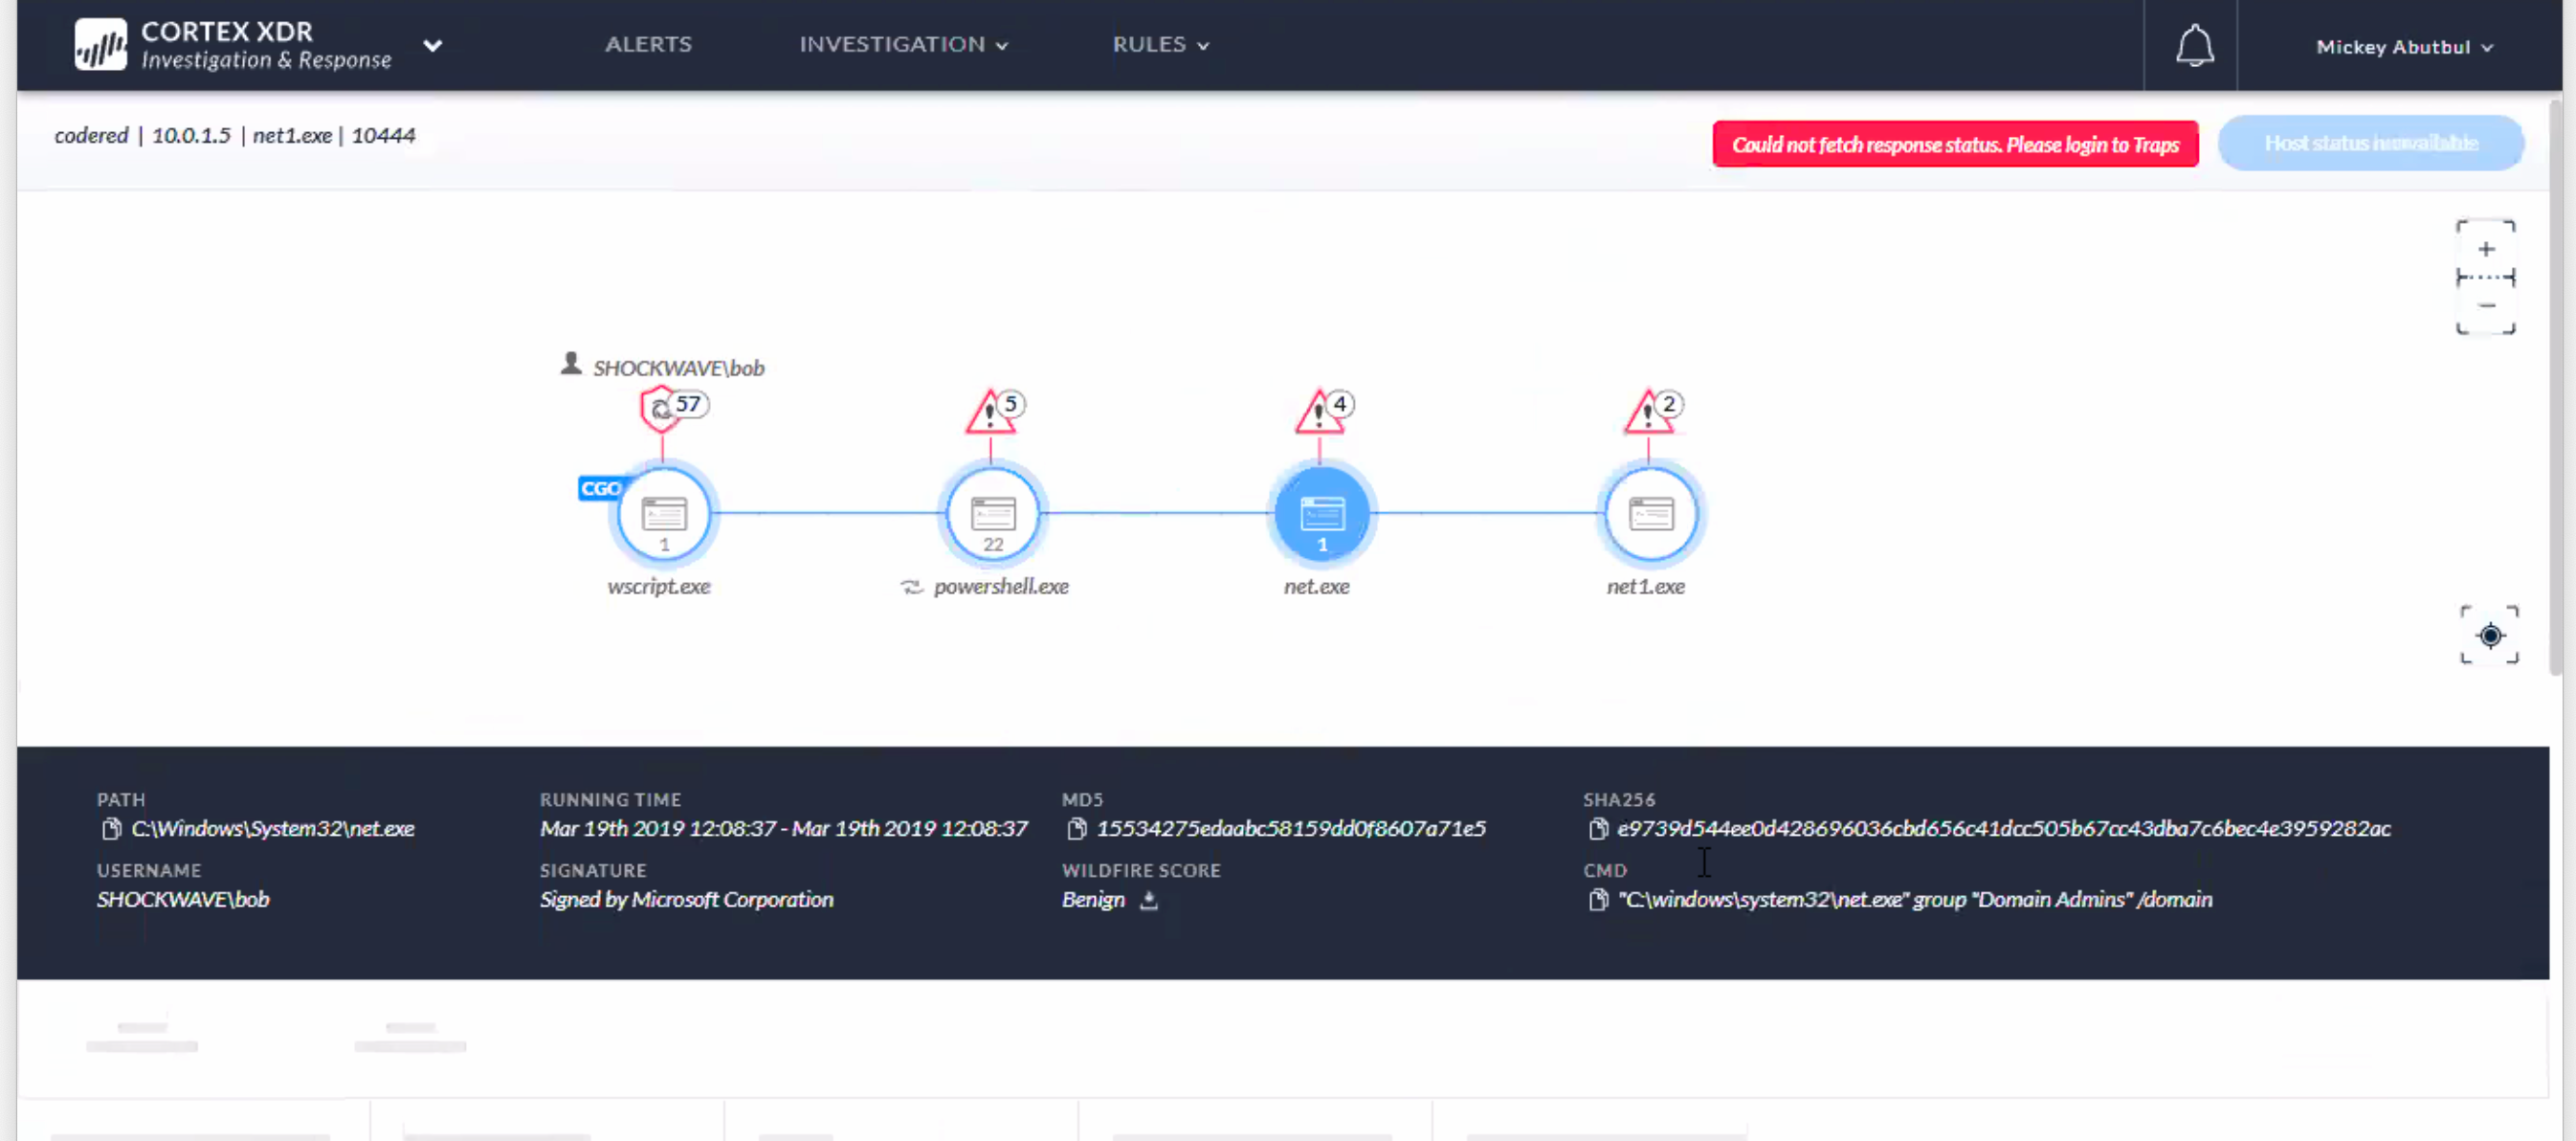 CORTEX XDR
Investigation & Response
ALERTS
INVESTIGATION
RULES
Mickey Abutbul
codered | 10.0.1.5 | net1.exe | 10444
Could not fetch response status. Please login to Traps
Host status
SHOCKWAVE\bob
57
5
4
2
CGO
1
22
1
wscript.exe
powershell.exe
net.exe
net1.exe
PATH
C:\Windows\System32\net.exe
RUNNING TIME
Mar 19th 2019 12:08:37 - Mar 19th 2019 12:08:37
MD5
15534275edaabc58159dd0f8607a71e5
SHA256
e9739d544ee0d428696036cbd656c41dcc505b67cc43dba7c6bec4e3959282ac
USERNAME
SHOCKWAVE\bob
SIGNATURE
Signed by Microsoft Corporation
WILDFIRE SCORE
Benign
CMD
"C:\windows\system32\net.exe" group "Domain Admins" /domain